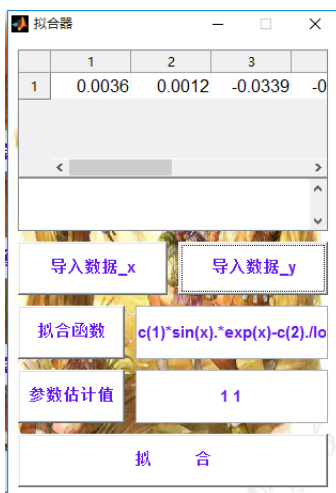 拟合器
1 2 3
1 0.0036 0.0012 -0.0339 -0
导入数据_x 导入数据_y
拟合函数 c(1)*sin(x).*exp(x)-c(2)./lo
参数估计值 1 1
拟 合